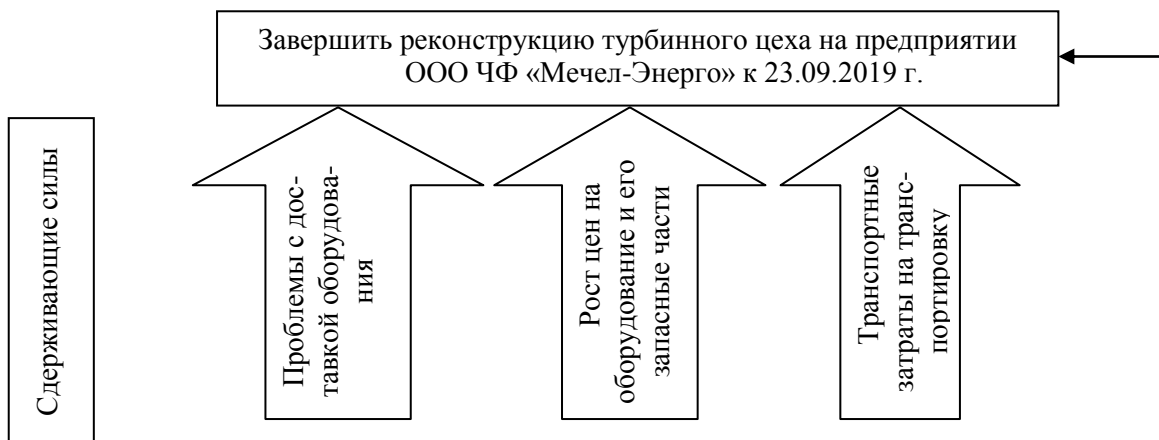 Завершить реконструкцию турбинного цеха на предприятии
ООО ЧФ «Мечел-Энерго» к 23.09.2019 г.
Сдерживающие силы
Проблемы с дос-
тавкой оборудова-
ния
Рост цен на
оборудование и его
запасные части
Транспортные
затраты на транс-
портировку